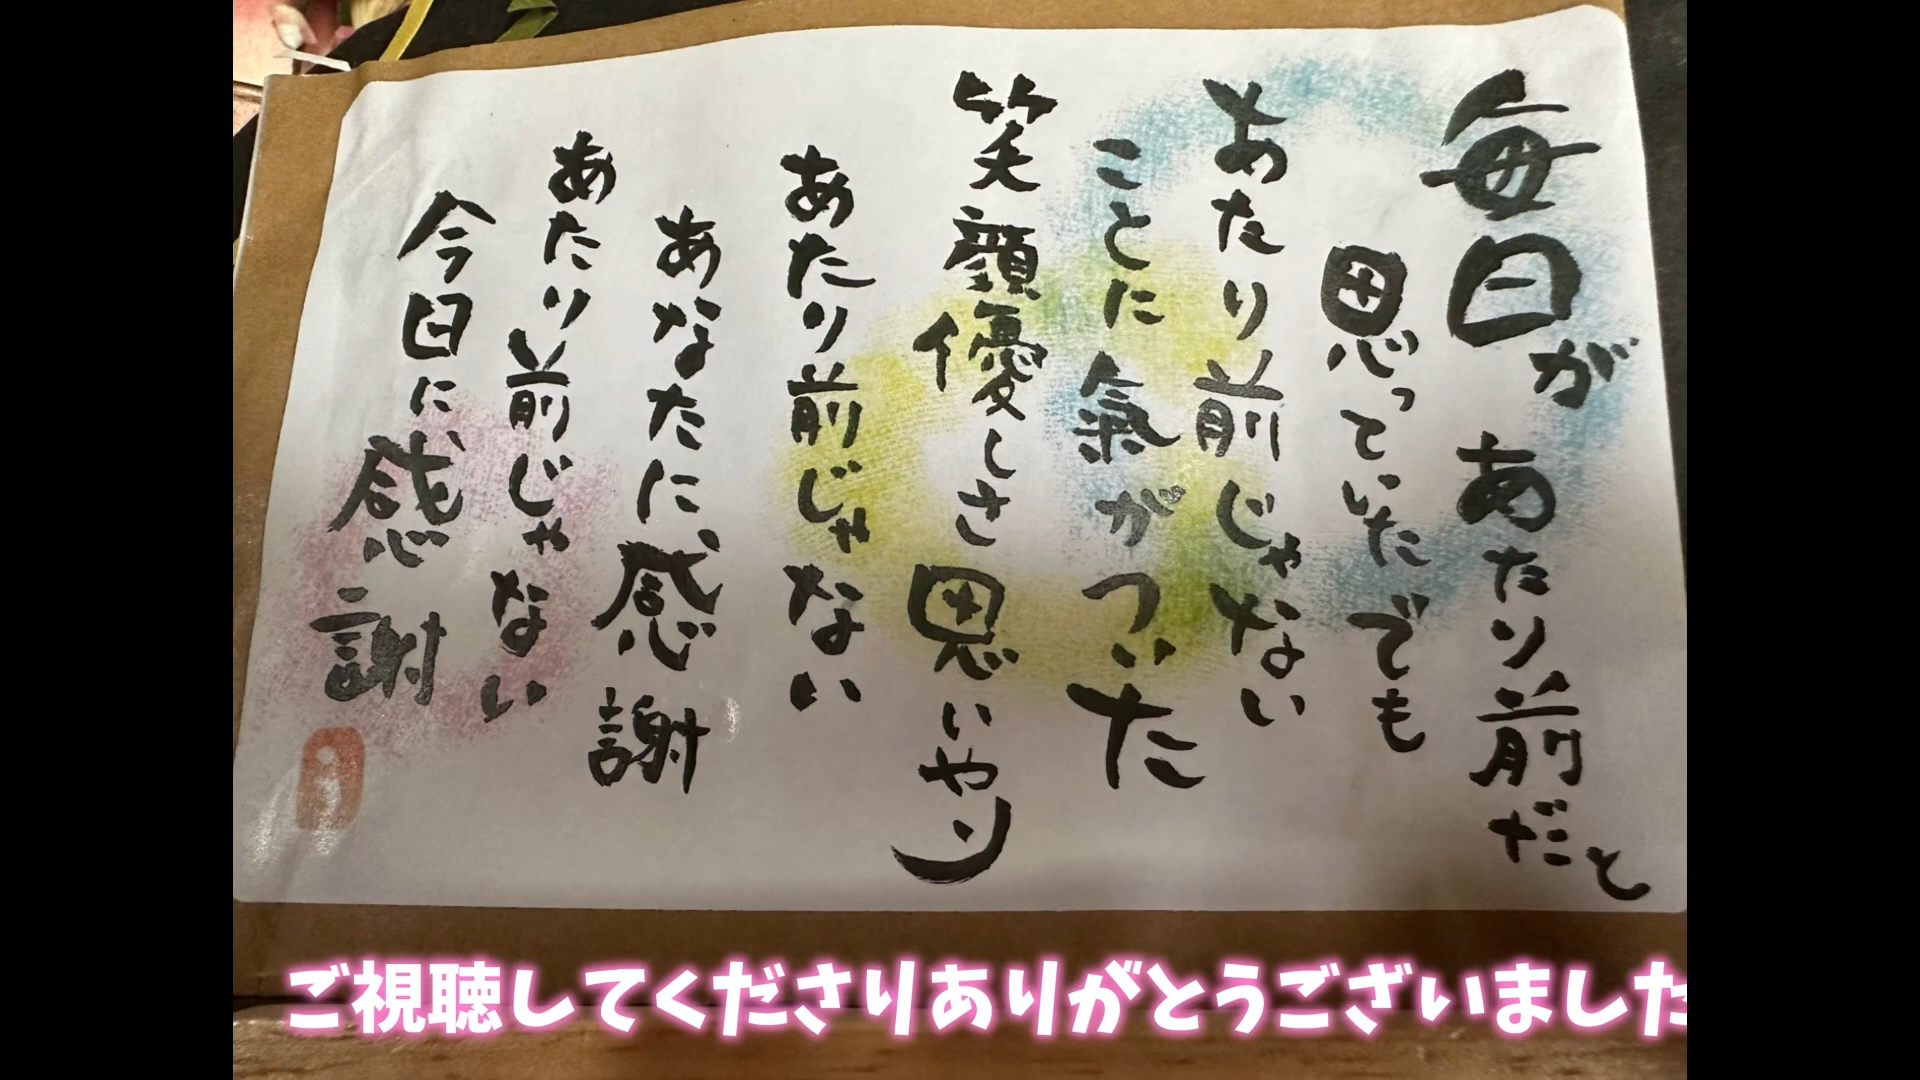 毎日が あたり前だと
思っていた でも
あたり前じゃない
ことに氣がついた
笑顔優しさ思いやり
あたり前じゃない
あなたに感謝
あたり前じゃない
今日に感謝
ご視聴してくださりありがとうございました